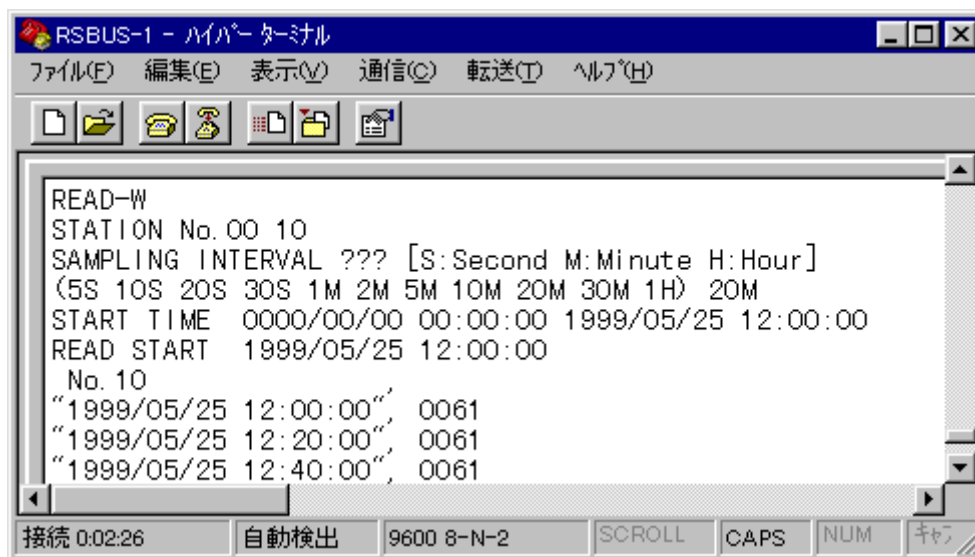 RSBUS-1 - ﾊｲﾊﾟｰ ﾀｰﾐﾅﾙ
ﾌｧｲﾙ(F) 編集(E) 表示(V) 通信(C) 転送(T) ﾍﾙﾌﾟ(H)
READ-W
STATION No.00 10
SAMPLING INTERVAL ??? [S:Second M:Minute H:Hour]
(5S 10S 20S 30S 1M 2M 5M 10M 20M 30M 1H) 20M
START TIME 0000/00/00 00:00:00 1999/05/25 12:00:00
READ START 1999/05/25 12:00:00
No.10 ,
"1999/05/25 12:00:00", 0061
"1999/05/25 12:20:00", 0061
"1999/05/25 12:40:00", 0061
接続 0:02:26 自動検出 9600 8-N-2 SCROLL CAPS NUM